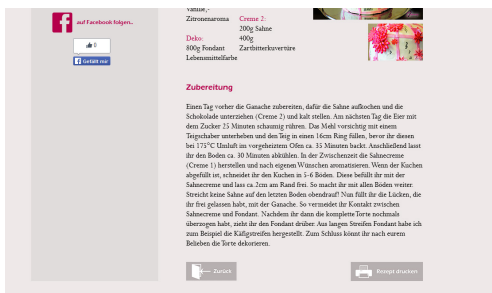 Vanille,-
Zitronenaroma Creme 2:
200g Sahne
Deko: 400g
800g Fondant Zartbitterkuvertüre
Lebensmittelfarbe
auf Facebook folgen..
0
Gefällt mir
Zubereitung
Einen Tag vorher die Ganache zubereiten, dafür die Sahne aufkochen und die
Schokolade unterziehen (Creme 2) und kalt stellen. Am nächsten Tag die Eier mit
dem Zucker 25 Minuten schaumig rühren. Das Mehl vorsichtig mit einem
Teigschaber unterheben und den Teig in einen 16cm Ring füllen, bevor ihr diesen
bei 175°C Umluft im vorgeheiztem Ofen ca. 35 Minuten backt. Anschließend lasst
ihr den Boden ca. 30 Minuten abkühlen. In der Zwischenzeit die Sahnecreme
(Creme 1) herstellen und nach eigenen Wünschen aromatisieren. Wenn der Kuchen
abgefüllt ist, schneidet ihr den Kuchen in 5-6 Böden. Diese befüllt ihr mit der
Sahnecreme und lass ca.2cm am Rand frei. So macht ihr mit allen Böden weiter.
Streicht keine Sahne auf den letzten Boden obendrauf! Nun füllt ihr die Lücken, die
ihr frei gelassen habt, mit der Ganache. So vermeidet ihr Kontakt zwischen
Sahnecreme und Fondant. Nachdem ihr dann die komplette Torte nochmals
überzogen habt, zieht ihr den Fondant drüber. Aus langen Streifen Fondant habe ich
zum Beispiel die Käfigstreifen hergestellt. Zum Schluss könnt ihr nach eurem
Belieben die Torte dekorieren.
Zurück
Rezept drucken